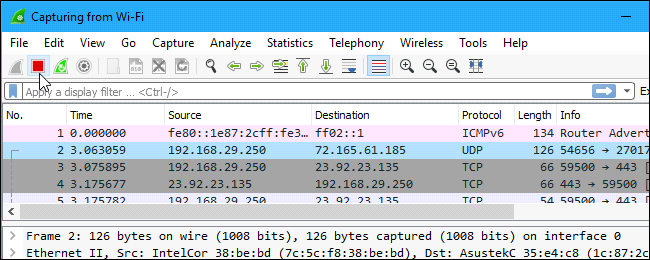 Capturing from Wi-Fi
File Edit View Go Capture Analyze Statistics Telephony Wireless Tools Help
Apply a display filter ... <Ctrl-/>
No. Time Source Destination Protocol Length Info
1 0.000000 fe80::1e87:2cff:fe3… ff02::1 ICMPv6 134 Router Advert
2 3.063059 192.168.29.250 72.165.61.185 UDP 126 54656 → 27017
3 3.075895 192.168.29.250 23.92.23.135 TCP 66 59500 → 443 [
4 3.175677 23.92.23.135 192.168.29.250 TCP 66 443 → 59500 [
5 3.175782 192.168.29.250 23.92.23.135 TCP 54 59500 → 443 [
Frame 2: 126 bytes on wire (1008 bits), 126 bytes captured (1008 bits) on interface 0
Ethernet II, Src: IntelCor_38:be:bd (7c:5c:f8:38:be:bd), Dst: AsustekC_35:e4:c8 (1c:87:2c